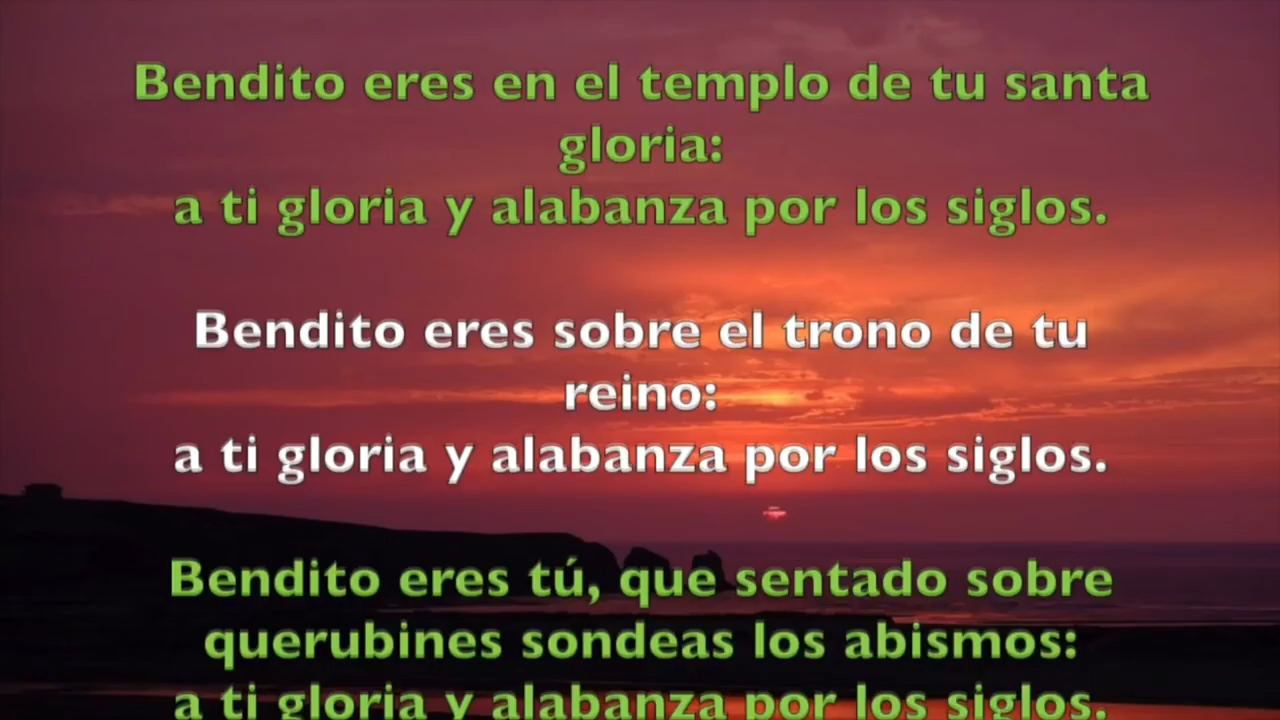 Bendito eres en el templo de tu santa
gloria:
a ti gloria y alabanza por los siglos.
Bendito eres sobre el trono de tu
reino:
a ti gloria y alabanza por los siglos.
Bendito eres tú, que sentado sobre
querubines sondeas los abismos:
a ti gloria y alabanza por los siglos.